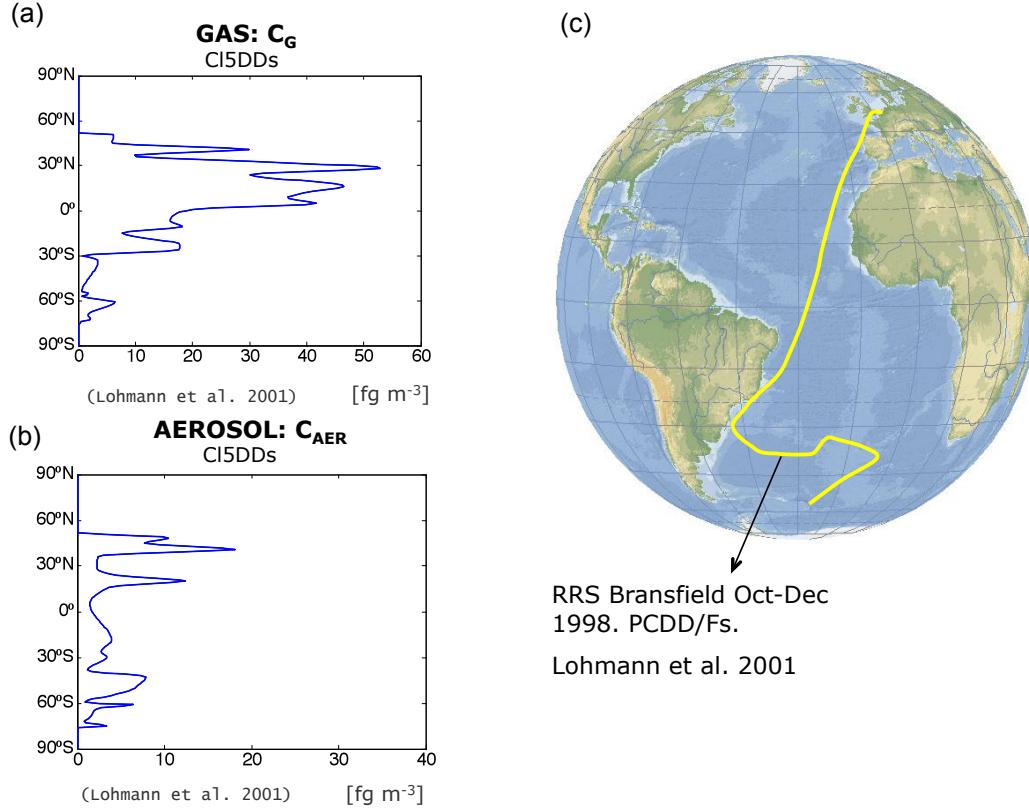 (a)
GAS: C_G
Cl5DDs
90ºN
60ºN
30ºN
0º
30ºS
60ºS
90ºS
0 10 20 30 40 50 60
(Lohmann et al. 2001) [fg m⁻³]
(b)
AEROSOL: C_AER
Cl5DDs
90ºN
60ºN
30ºN
0º
30ºS
60ºS
90ºS
0 10 20 30 40
(Lohmann et al. 2001) [fg m⁻³]
(c)
RRS Bransfield Oct-Dec
1998. PCDD/Fs.
Lohmann et al. 2001